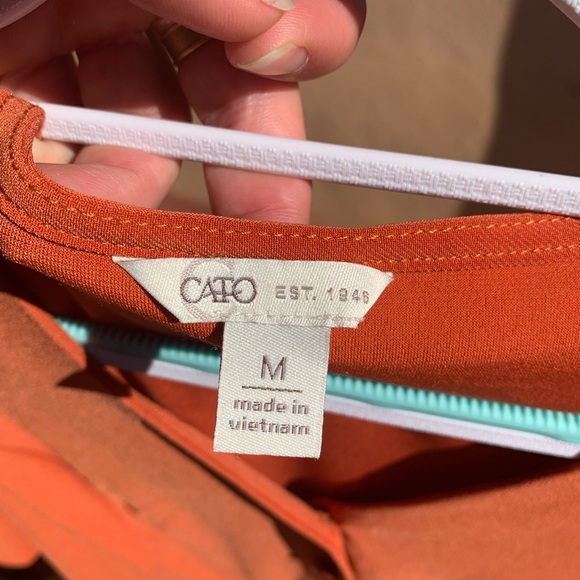 CATO EST. 1946
M
made in
vietnam